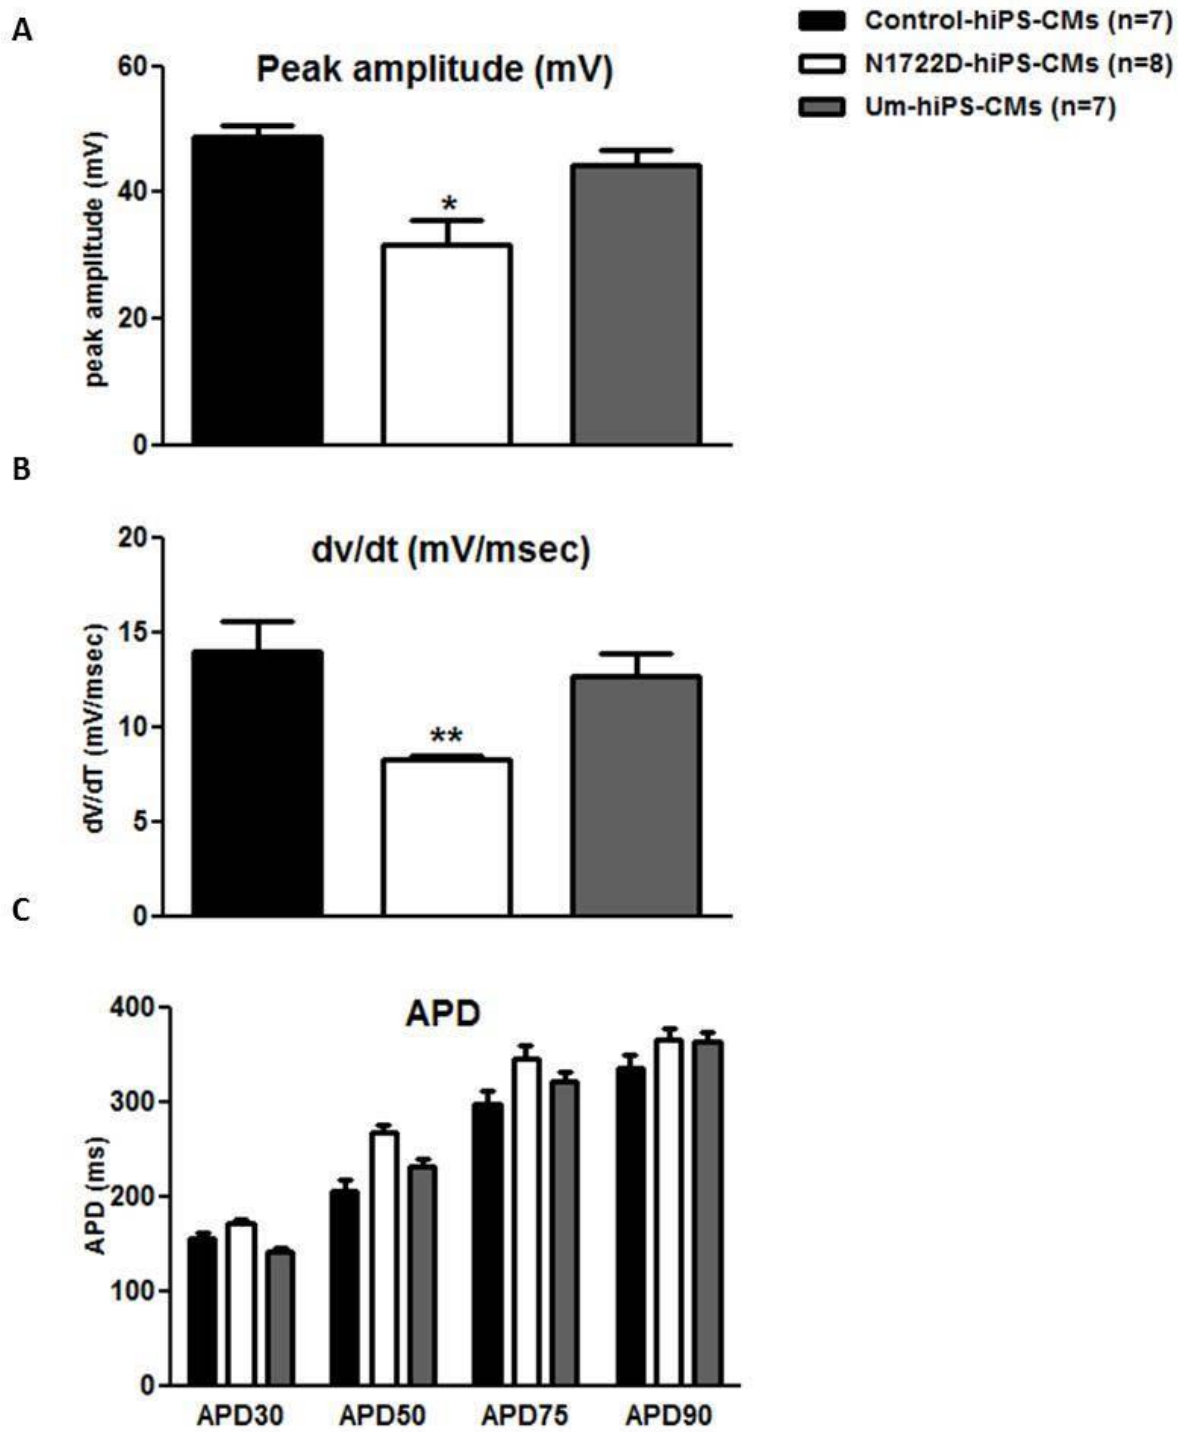 A
Control-hiPS-CMs (n=7)
N1722D-hiPS-CMs (n=8)
Um-hiPS-CMs (n=7)
Peak amplitude (mV)
peak amplitude (mV)
60
40
20
0
*
B
dv/dt (mV/msec)
dV/dT (mV/msec)
20
15
10
5
0
**
C
APD
APD (ms)
400
300
200
100
0
APD30 APD50 APD75 APD90